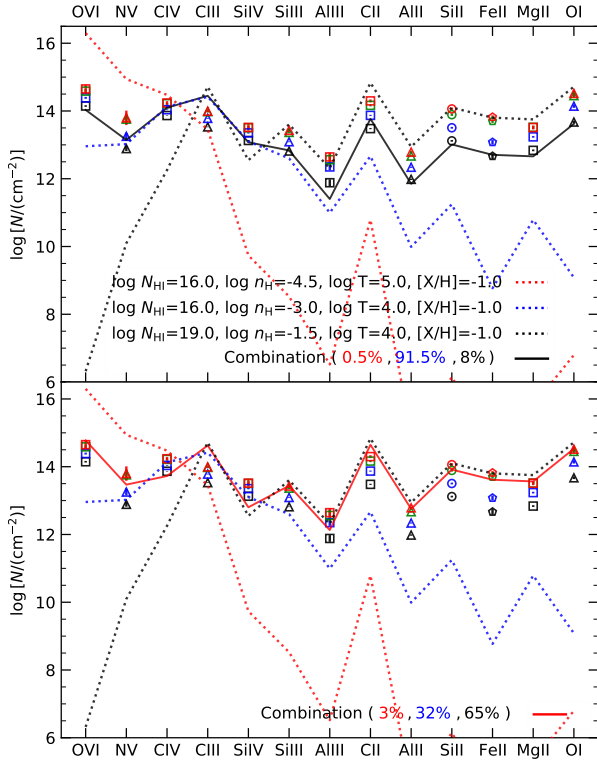 OVI NV CIV CIII SiIV SiIII AlIII CII AlII SiII FeII MgII OI
16
14
12
10
8
6
log [N/(cm⁻²)]
log N_HI=16.0, log n_H=-4.5, log T=5.0, [X/H]=-1.0
log N_HI=16.0, log n_H=-3.0, log T=4.0, [X/H]=-1.0
log N_HI=19.0, log n_H=-1.5, log T=4.0, [X/H]=-1.0
Combination ( 0.5% , 91.5% , 8% )
16
14
12
10
8
6
log [N/(cm⁻²)]
Combination ( 3% , 32% , 65% )
OVI NV CIV CIII SiIV SiIII AlIII CII AlII SiII FeII MgII OI